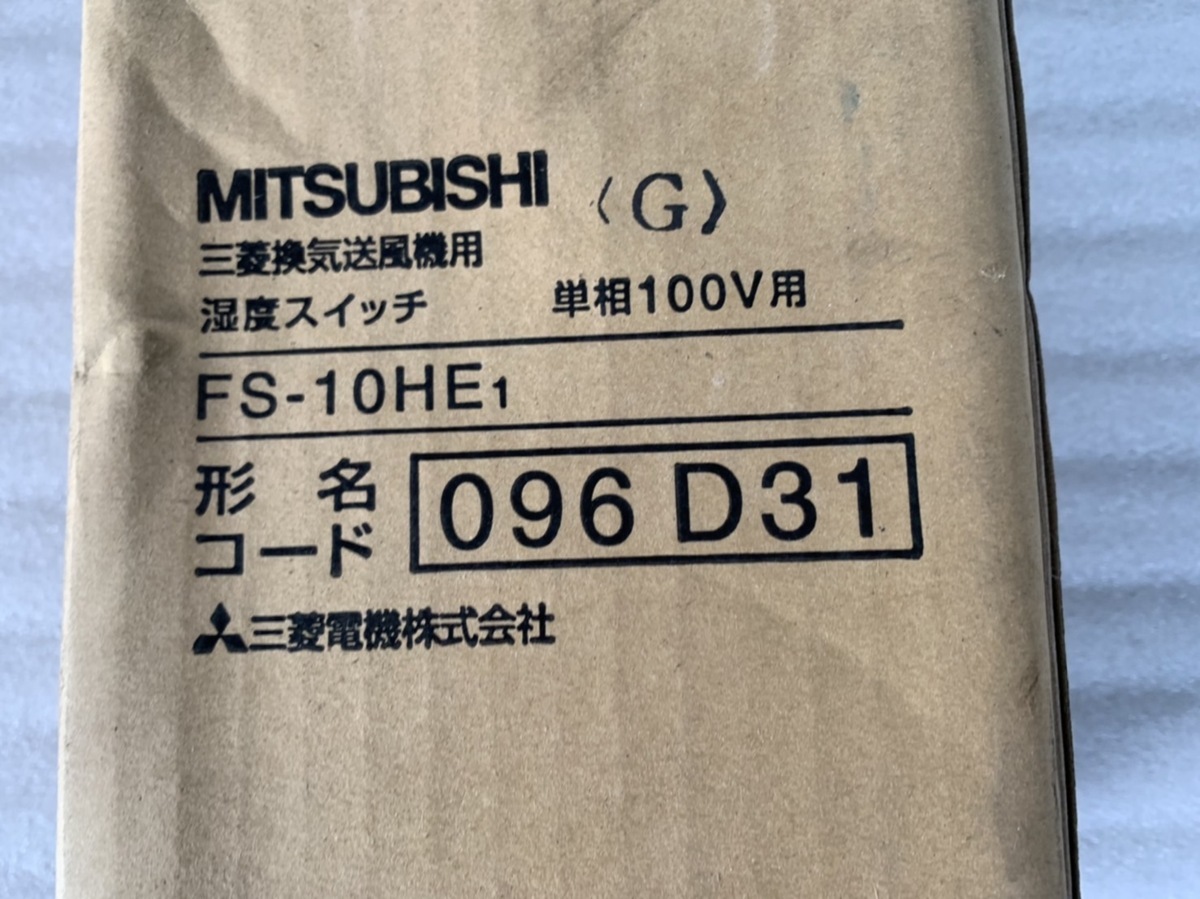 MITSUBISHI 〈G〉
三菱換気送風機用
湿度スイッチ 単相100V用
FS-10HE1
形名 096 D31
コード
三菱電機株式会社